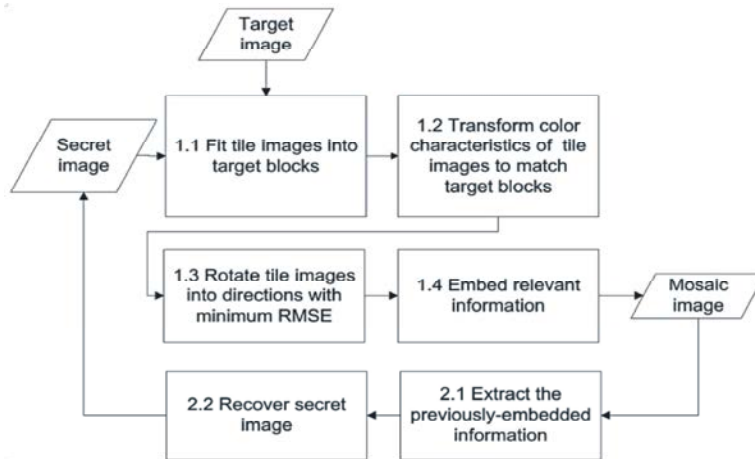 Target
image
Secret
image
1.1 Fit tile images into
target blocks
1.2 Transform color
characteristics of tile
images to match
target blocks
1.3 Rotate tile images
into directions with
minimum RMSE
1.4 Embed relevant
information
Mosaic
image
2.2 Recover secret
image
2.1 Extract the
previously-embedded
information